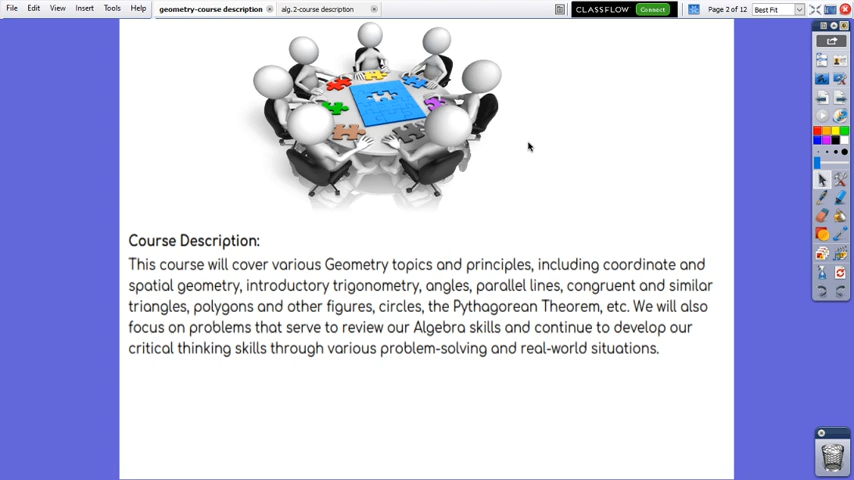 File Edit View Insert Tools Help
geometry-course description
alg.2-course description
CLASSFLOW Connect
Page 2 of 12
Best Fit
Course Description:
This course will cover various Geometry topics and principles, including coordinate and
spatial geometry, introductory trigonometry, angles, parallel lines, congruent and similar
triangles, polygons and other figures, circles, the Pythagorean Theorem, etc. We will also
focus on problems that serve to review our Algebra skills and continue to develop our
critical thinking skills through various problem-solving and real-world situations.